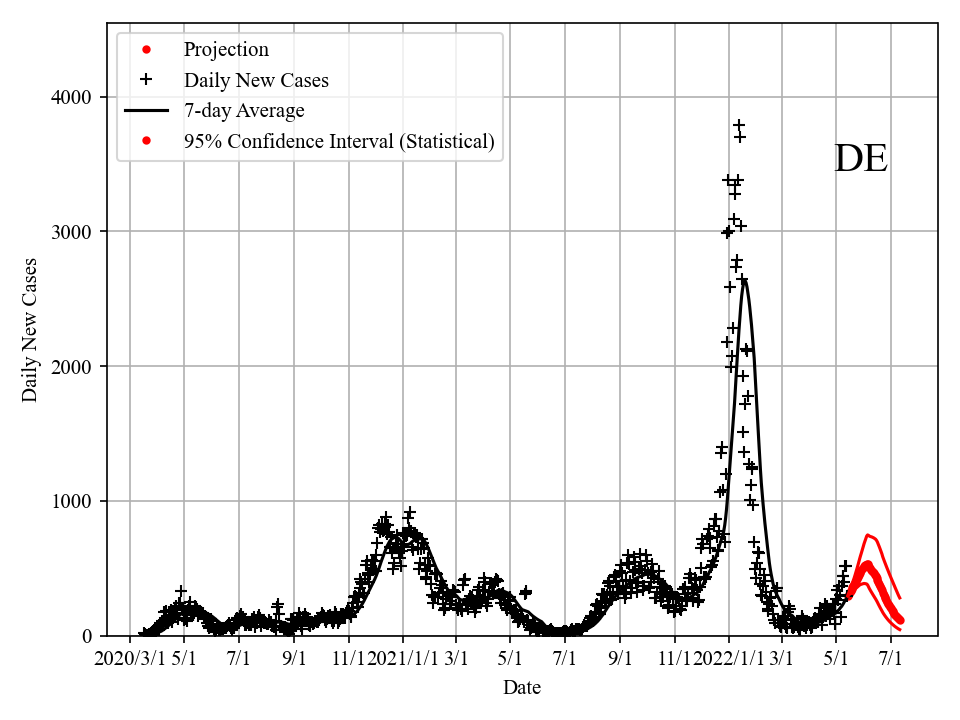 Projection
Daily New Cases
7-day Average
95% Confidence Interval (Statistical)
DE
Daily New Cases
4000
3000
2000
1000
0
2020/3/1 5/1 7/1 9/1 11/1 2021/1/1 3/1 5/1 7/1 9/1 11/1 2022/1/1 3/1 5/1 7/1
Date